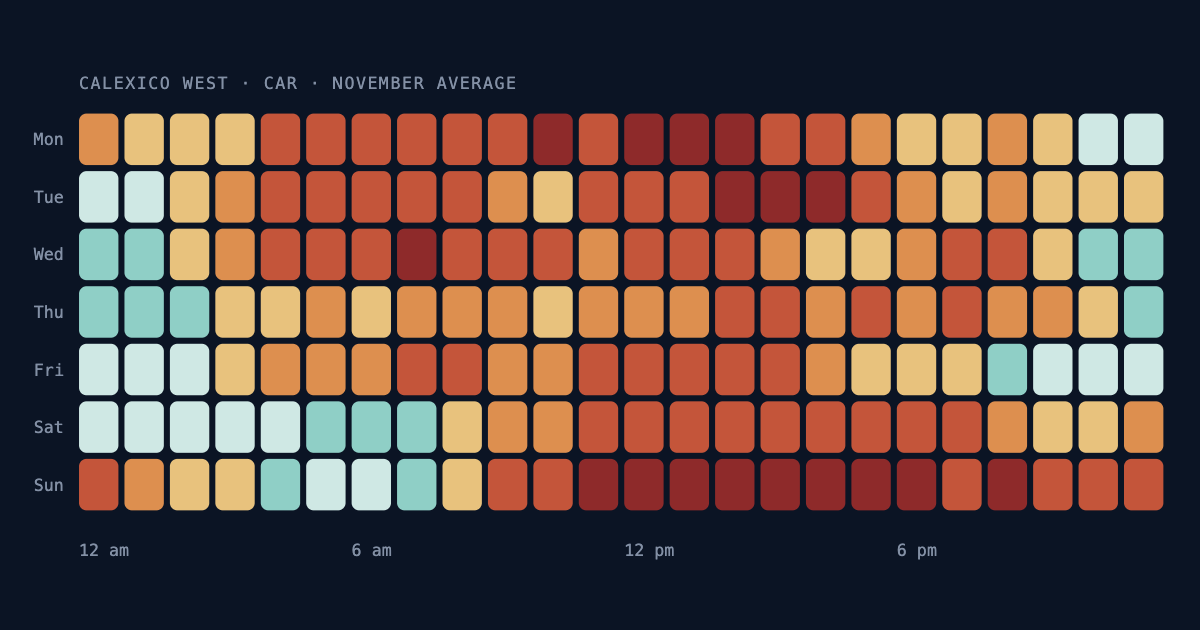 CALEXICO WEST · CAR · NOVEMBER AVERAGE
Mon
Tue
Wed
Thu
Fri
Sat
Sun
12 am 6 am 12 pm 6 pm